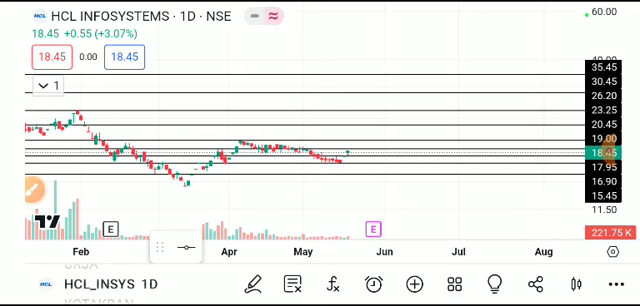 HCL HCL INFOSYSTEMS · 1D · NSE
18.45 +0.55 (+3.07%)
18.45 0.00 18.45
1
60.00
35.45
30.45
26.20
23.25
20.45
19.00
18.45
17.95
16.90
15.45
11.50
221.75 K
E E
Feb Apr May Jun Jul Aug
HCL HCL_INSYS 1D